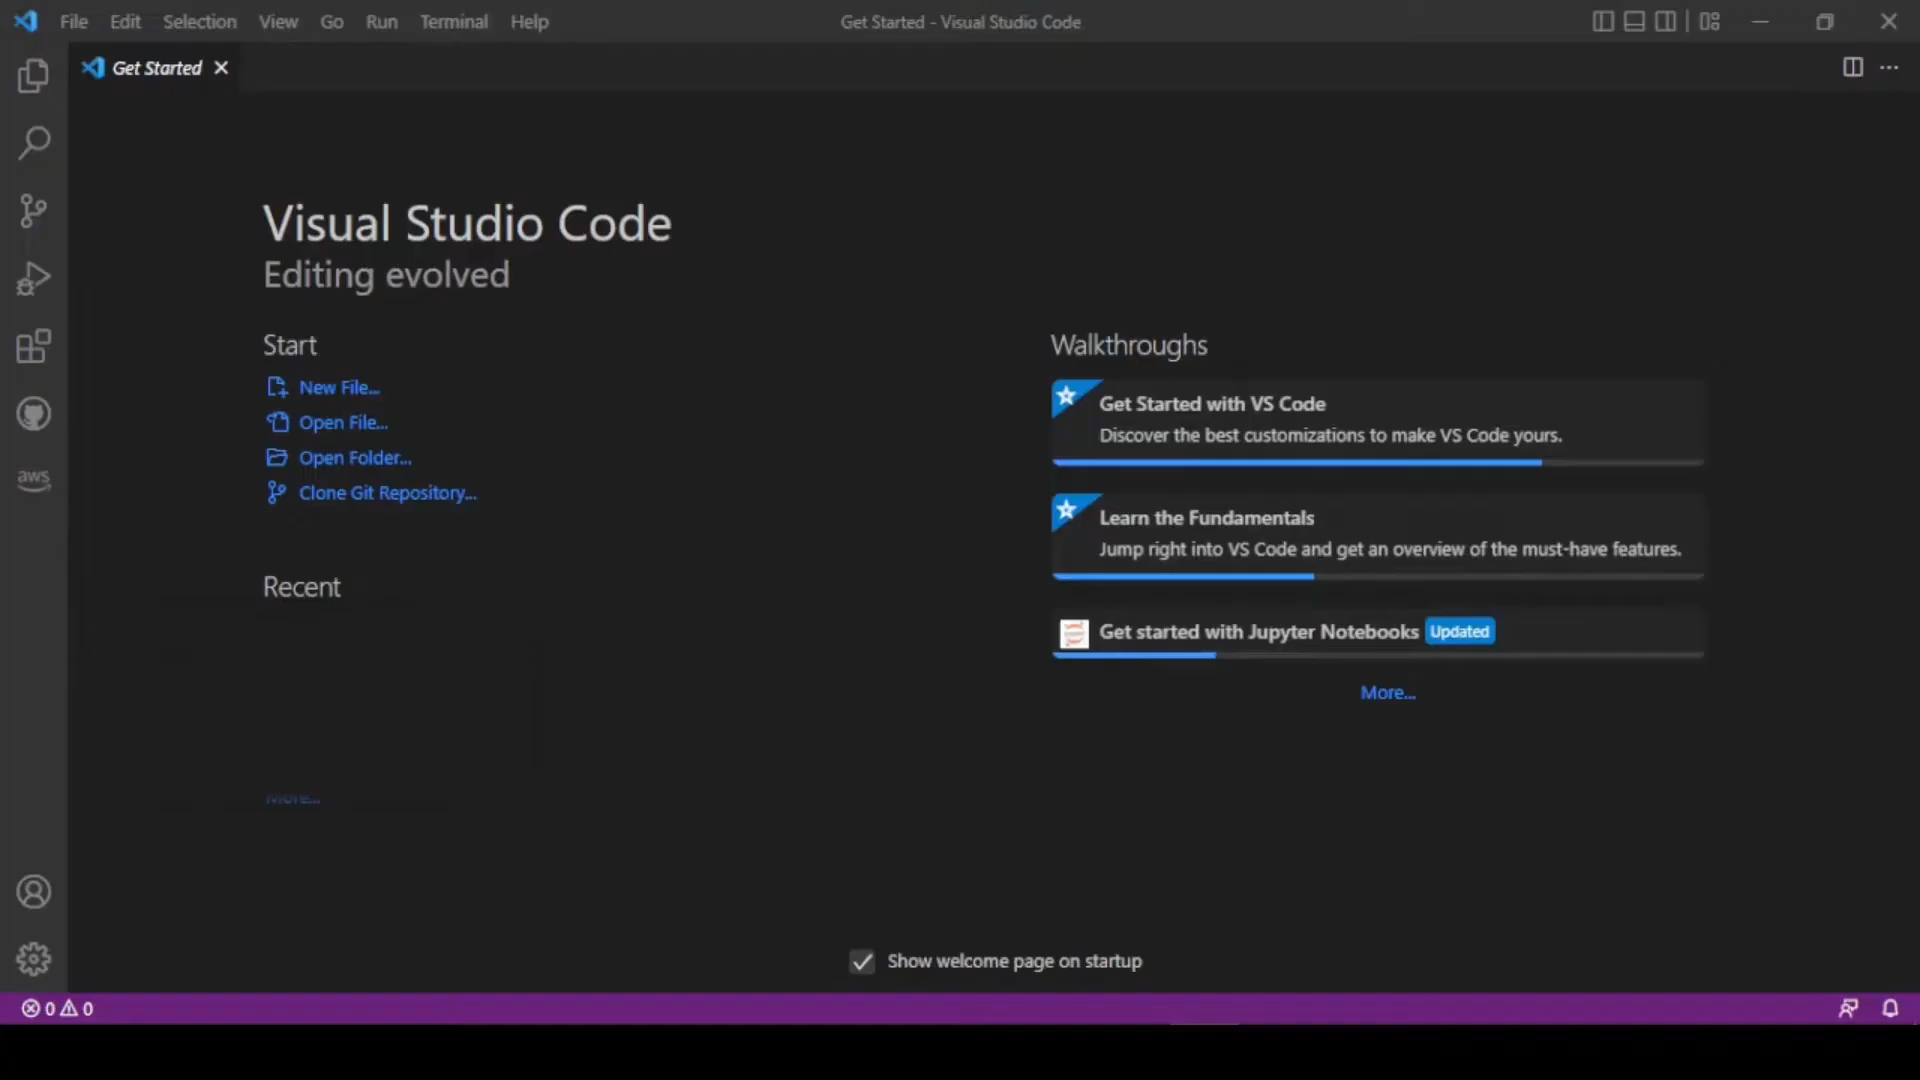 File Edit Selection View Go Run Terminal Help
Get Started - Visual Studio Code
Get Started
Visual Studio Code
Editing evolved
Start
New File...
Open File...
Open Folder...
Clone Git Repository...
Recent
More...
Walkthroughs
Get Started with VS Code
Discover the best customizations to make VS Code yours.
Learn the Fundamentals
Jump right into VS Code and get an overview of the must-have features.
Get started with Jupyter Notebooks Updated
More...
aws
Show welcome page on startup
0 0